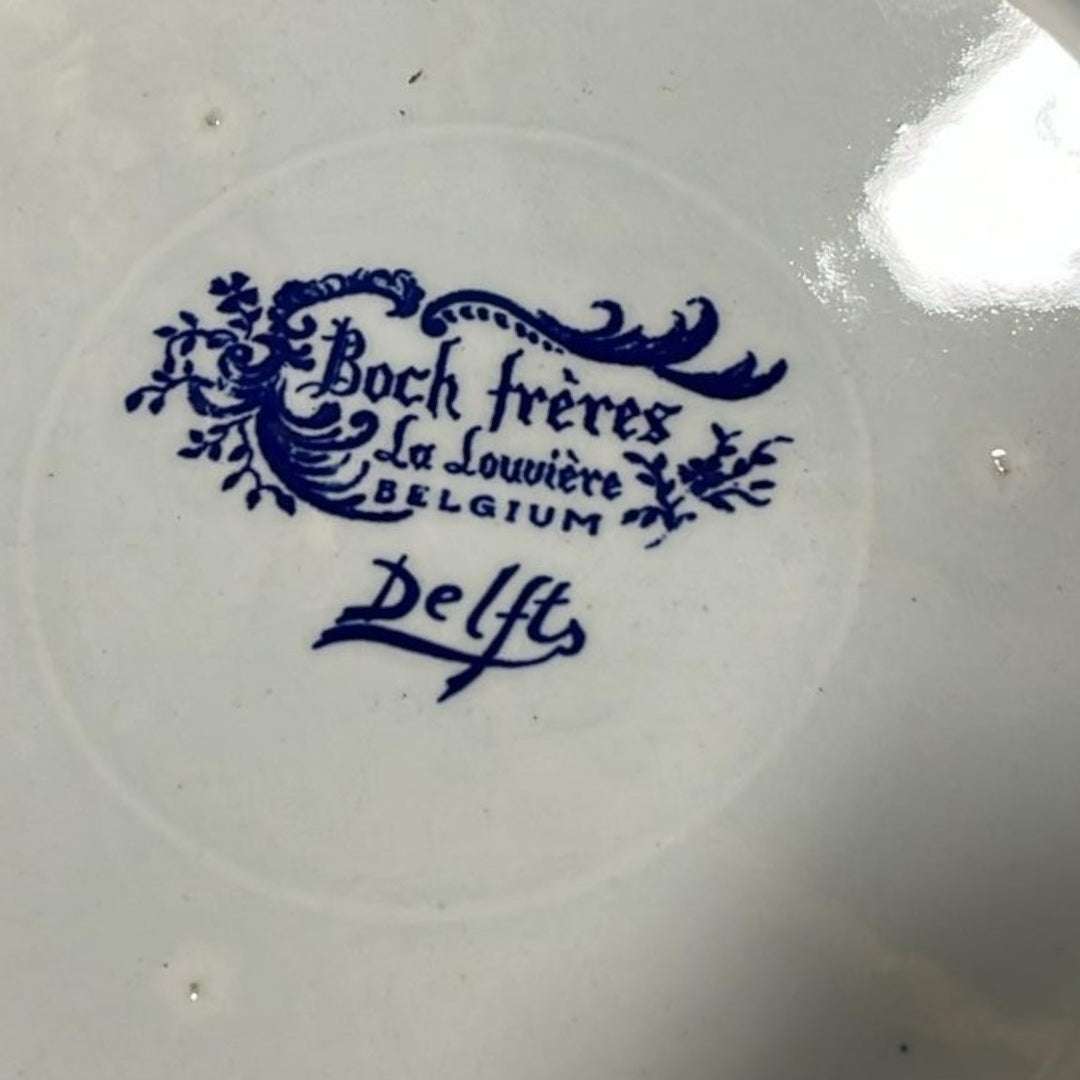 Boch frères
La Louvière
BELGIUM
Delft